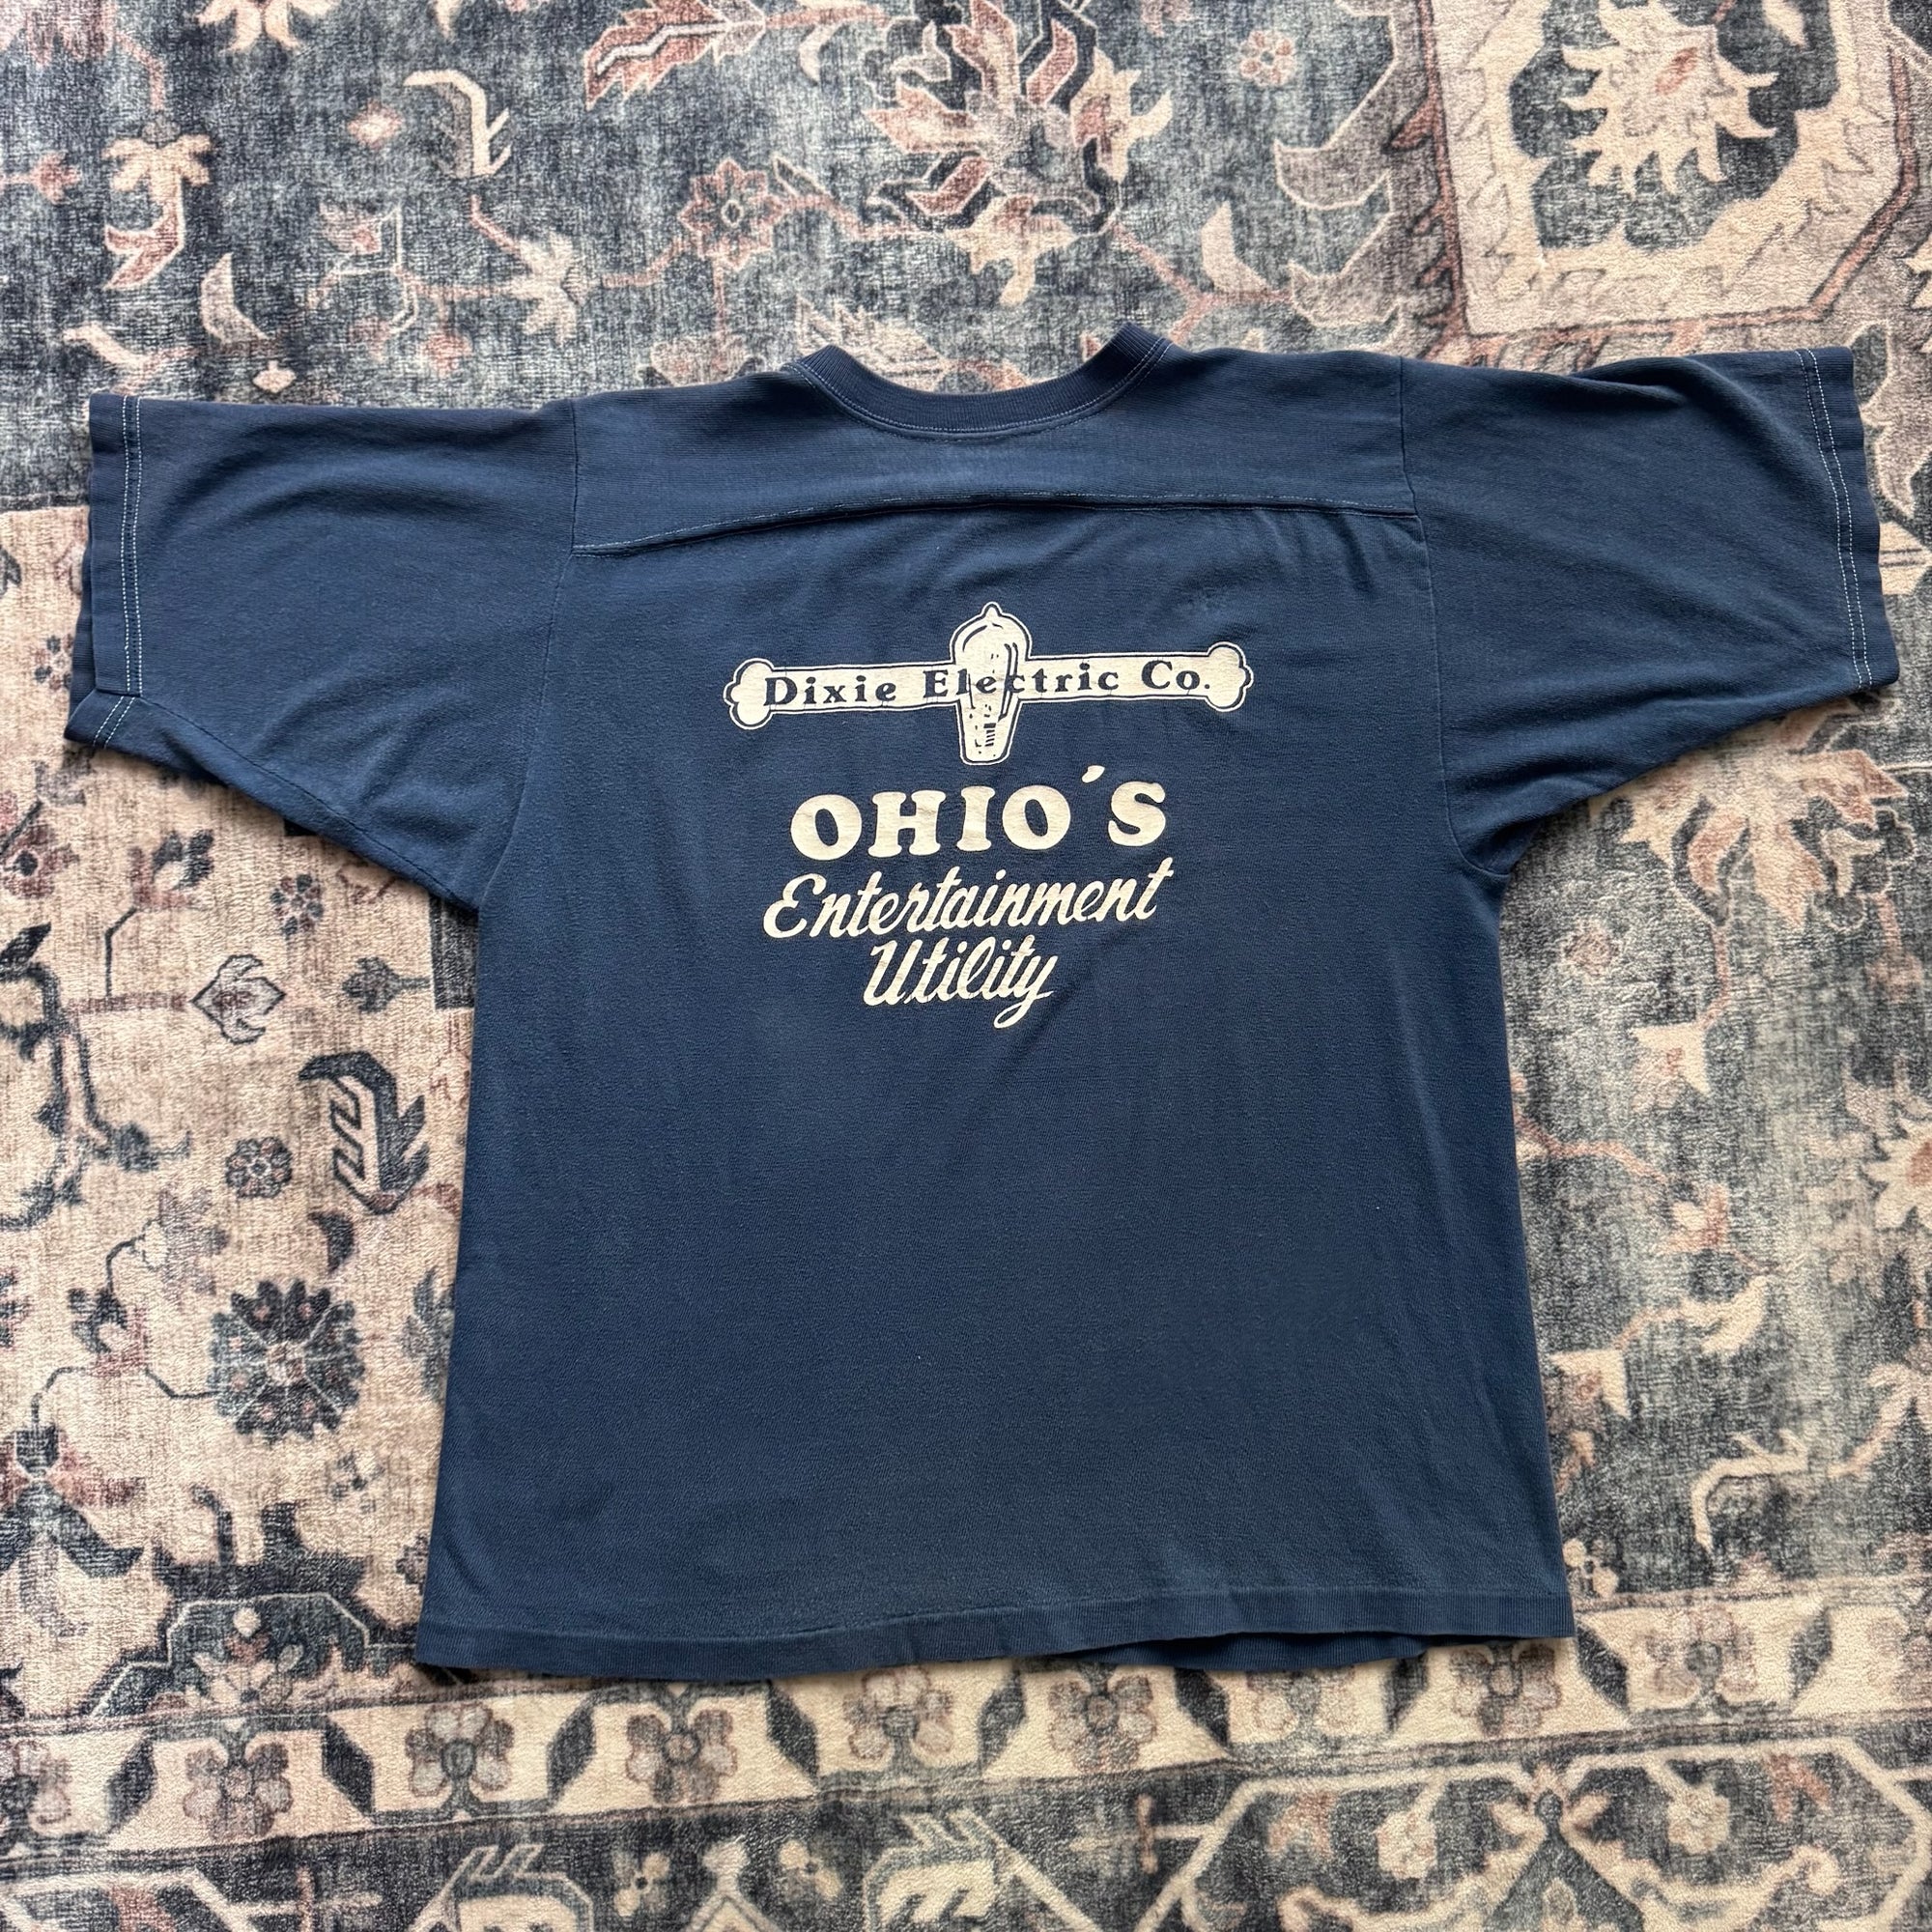 Dixie Electric Co.
OHIO'S
Entertainment
Utility